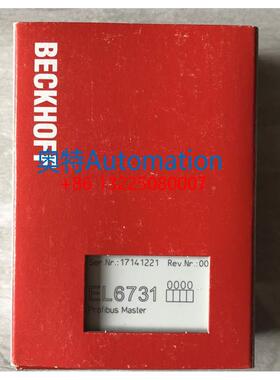 BECKHOFF
奥特Automation
+86 13225080007
Ser.Nr.:17141221 Rev.Nr.:00
EL6731 0000
Profibus Master